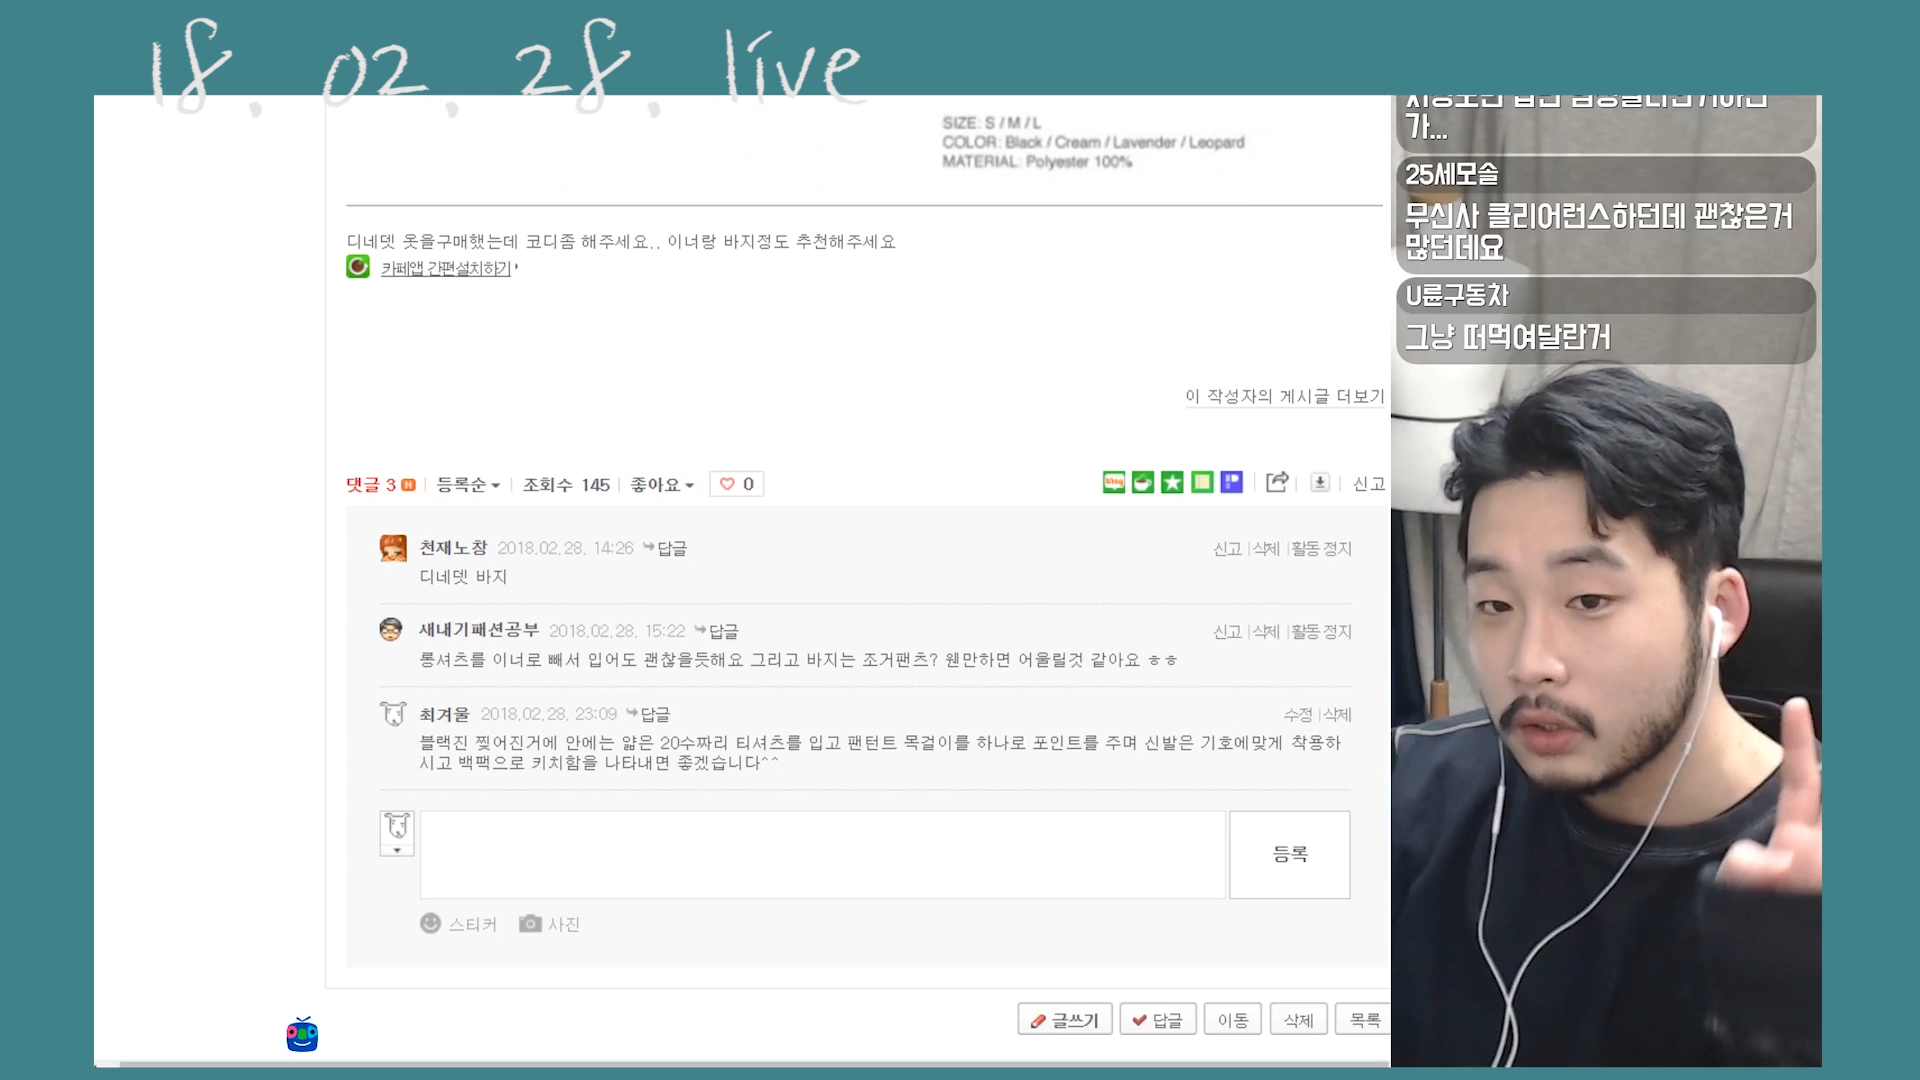 18. 02. 28. live
SIZE: S / M / L
COLOR: Black / Cream / Lavender / Leopard
MATERIAL: Polyester 100%
디네뎃 옷을구매했는데 코디좀 해주세요.. 이너랑 바지정도 추천해주세요
카페앱 간편설치하기
이 작성자의 게시글 더보기
댓글 3 N 등록순 조회수 145 좋아요 0
blog 신고
천재노창 2018.02.28. 14:26 답글 신고 삭제 활동정지
디네뎃 바지
새내기패션공부 2018.02.28. 15:22 답글 신고 삭제 활동정지
롱셔츠를 이너로 빼서 입어도 괜찮을듯해요 그리고 바지는 조거팬츠? 웬만하면 어울릴것 같아요 ㅎㅎ
최겨울 2018.02.28. 23:09 답글 수정 삭제
블랙진 찢어진거에 안에는 얇은 20수짜리 티셔츠를 입고 팬턴트 목걸이를 하나로 포인트를 주며 신발은 기호에맞게 착용하
시고 백팩으로 키치함을 나타내면 좋겠습니다^^
등록
스티커 사진
글쓰기 답글 이동 삭제 목록
가...
25세모솔
무신사 클리어런스하던데 괜찮은거
많던데요
U륜구동차
그냥 떠먹여달란거